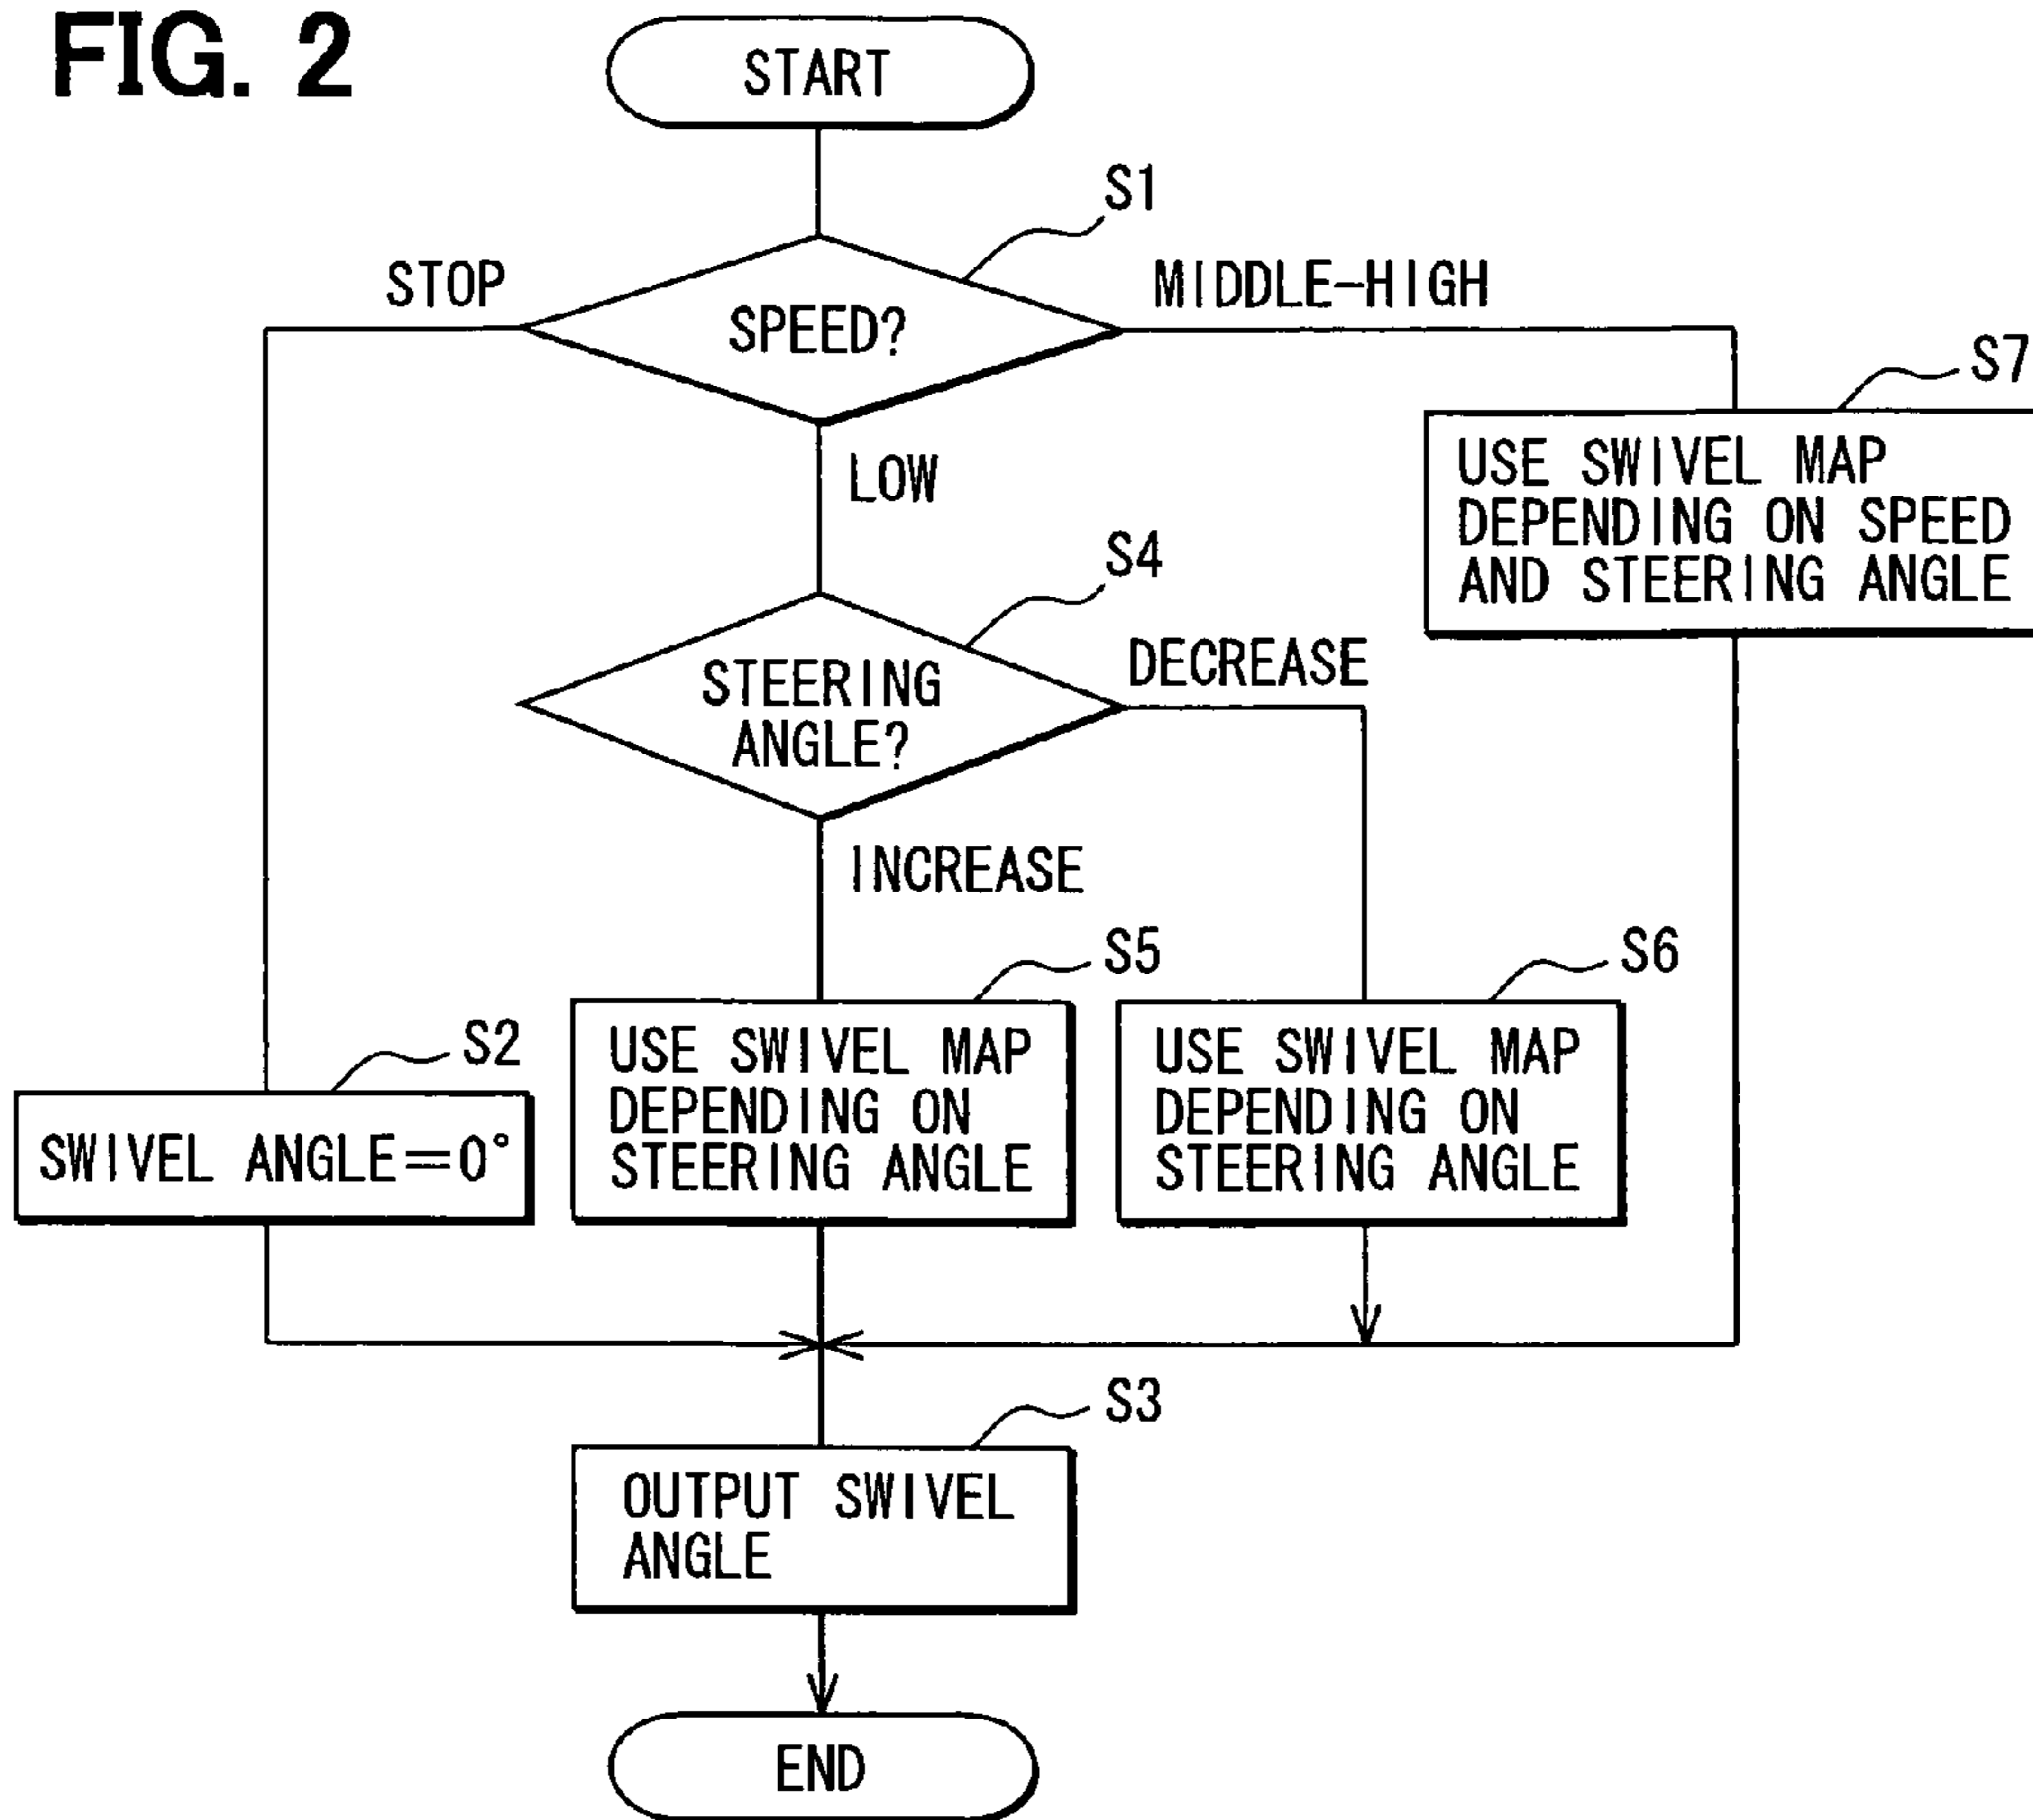 FIG. 2
START
S1
STOP
MIDDLE-HIGH
SPEED?
S7
LOW
USE SWIVEL MAP
DEPENDING ON SPEED
AND STEERING ANGLE
S4
DECREASE
STEERING
ANGLE?
INCREASE
S5
S6
S2
USE SWIVEL MAP
DEPENDING ON
STEERING ANGLE
USE SWIVEL MAP
DEPENDING ON
STEERING ANGLE
SWIVEL ANGLE=0°
S3
OUTPUT SWIVEL
ANGLE
END